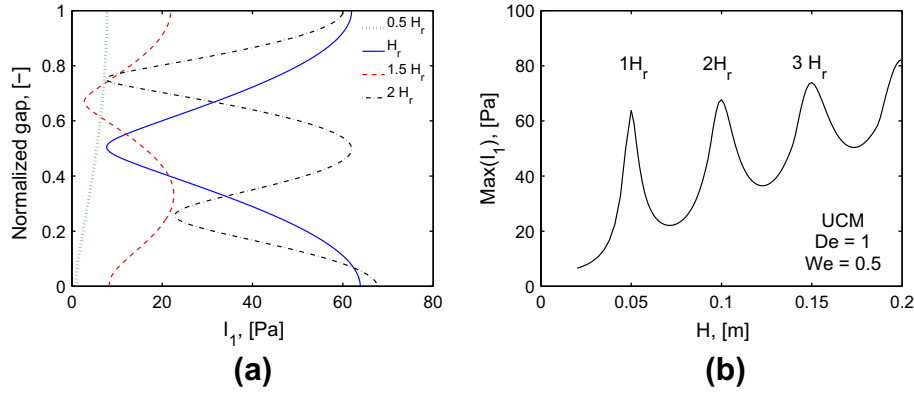 1
0.8
0.6
0.4
0.2
0
Normalized gap, [−]
0 20 40 60 80
I₁, [Pa]
0.5 Hᵣ
Hᵣ
1.5 Hᵣ
2 Hᵣ
(a)
100
80
60
40
20
0
Max(I₁), [Pa]
1Hᵣ 2Hᵣ 3 Hᵣ
UCM
De = 1
We = 0.5
0 0.05 0.1 0.15 0.2
H, [m]
(b)